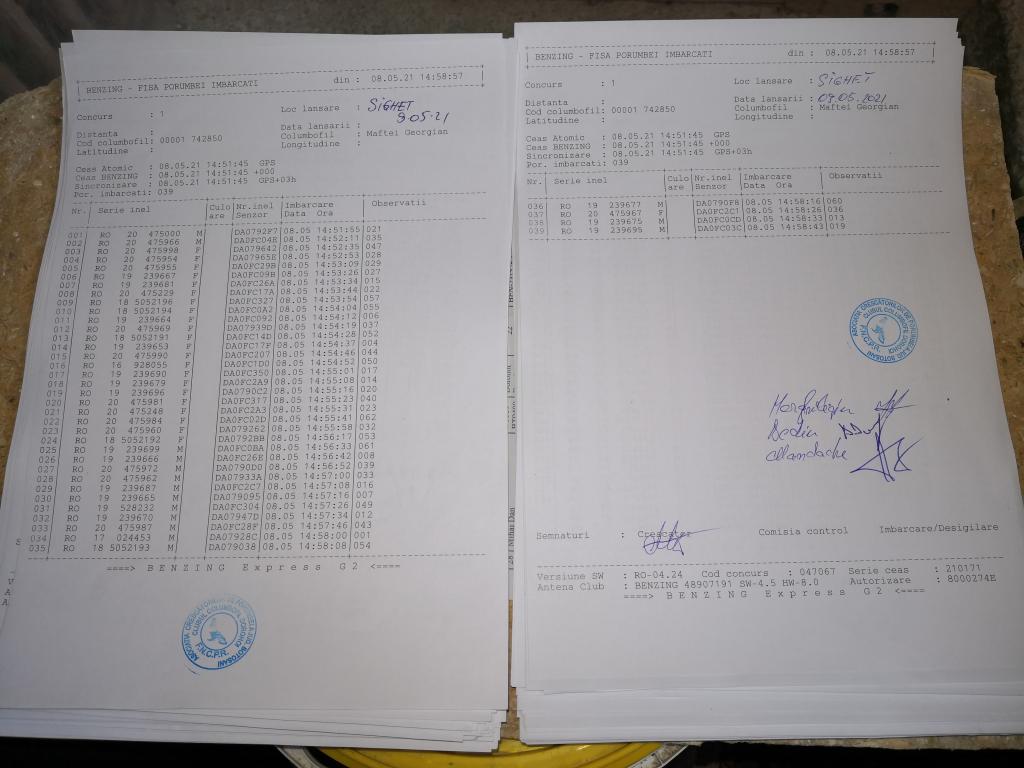 BENZING - FISA PORUMBEI IMBARCATI din : 08.05.21 14:58:57
Concurs : 1 Loc lansare : SIGHET
9.05.21
Distanta : Data lansarii :
Cod columbofil: 00001 742850 Columbofil : Maftei Georgian
Latitudine : Longitudine :
Ceas Atomic : 08.05.21 14:51:45 GPS
Ceas BENZING : 08.05.21 14:51:45 +000
Sincronizare : 08.05.21 14:51:45 GPS+03h
Por. imbarcati: 039
Nr. Serie inel Culo Nr.inel Imbarcare Observatii
are Senzor Data Ora
001 RO 20 475000 M DA0792F7 08.05 14:51:55 021
002 RO 20 475966 M DA0FC04E 08.05 14:52:11 035
003 RO 20 475998 F DA079642 08.05 14:52:35 047
004 RO 20 475954 F DA07965E 08.05 14:52:53 028
005 RO 20 475955 F DA0FC29B 08.05 14:53:09 029
006 RO 19 239667 F DA0FC09B 08.05 14:53:26 027
007 RO 19 239681 F DA0FC26A 08.05 14:53:34 015
008 RO 20 475229 F DA0FC17A 08.05 14:53:44 022
009 RO 18 5052196 F DA0FC327 08.05 14:53:54 057
010 RO 18 5052194 F DA0FC0A2 08.05 14:54:04 055
011 RO 19 239664 F DA0FC092 08.05 14:54:12 006
012 RO 20 475969 F DA07939D 08.05 14:54:19 037
013 RO 18 5052191 F DA0FC14D 08.05 14:54:28 052
014 RO 19 239653 F DA0FC17F 08.05 14:54:37 004
015 RO 20 475990 F DA0FC207 08.05 14:54:46 044
016 RO 16 928055 F DA0FC1D0 08.05 14:54:52 050
017 RO 19 239690 F DA0FC350 08.05 14:55:01 017
018 RO 19 239679 F DA0FC2A9 08.05 14:55:08 014
019 RO 19 239696 F DA0790C2 08.05 14:55:16 020
020 RO 20 475981 F DA0FC317 08.05 14:55:23 040
021 RO 20 475248 F DA0FC2A3 08.05 14:55:31 023
022 RO 20 475984 F DA0FC02D 08.05 14:55:41 062
023 RO 20 475960 F DA079262 08.05 14:55:58 032
024 RO 18 5052192 F DA0792BB 08.05 14:56:17 053
025 RO 19 239699 M DA0FC0BA 08.05 14:56:33 061
026 RO 19 239666 M DA0FC26E 08.05 14:56:42 008
027 RO 20 475972 M DA0790D0 08.05 14:56:52 039
028 RO 20 475962 M DA07933A 08.05 14:57:00 033
029 RO 19 239687 M DA0FC2C7 08.05 14:57:08 016
030 RO 19 239665 M DA079095 08.05 14:57:16 007
031 RO 19 528232 M DA0FC304 08.05 14:57:26 049
032 RO 19 239670 M DA07947D 08.05 14:57:34 012
033 RO 20 475987 M DA0FC28F 08.05 14:57:46 043
034 RO 17 024453 M DA07928C 08.05 14:58:00 001
035 RO 18 5052193 M DA079038 08.05 14:58:08 054
====> B E N Z I N G E x p r e s s G 2 <====
ASOCIATIA CRESCATORILOR DE PORUMBEI JUD. BOTOSANI
CLUBUL COLUMBOFIL DOROHOI
F.N.C.P.R.
BENZING - FISA PORUMBEI IMBARCATI din : 08.05.21 14:58:57
Concurs : 1 Loc lansare : SIGHET
Distanta : Data lansarii : 09.05.2021
Cod columbofil: 00001 742850 Columbofil : Maftei Georgian
Latitudine : Longitudine :
Ceas Atomic : 08.05.21 14:51:45 GPS
Ceas BENZING : 08.05.21 14:51:45 +000
Sincronizare : 08.05.21 14:51:45 GPS+03h
Por. imbarcati: 039
Nr. Serie inel Culo Nr.inel Imbarcare Observatii
are Senzor Data Ora
036 RO 19 239677 M DA0790F8 08.05 14:58:16 060
037 RO 20 475967 F DA0FC2C1 08.05 14:58:26 036
038 RO 19 239675 M DA0FC0CD 08.05 14:58:33 013
039 RO 19 239695 M DA0FC03C 08.05 14:58:43 019
ASOCIATIA CRESCATORILOR DE PORUMBEI JUD. BOTOSANI
CLUBUL COLUMBOFIL DOROHOI
F.N.C.P.R.
Semnaturi : Crescator Comisia control Imbarcare/Desigilare
Versiune SW : RO-04.24 Cod concurs : 047067 Serie ceas : 210171
Antena Club : BENZING 48907191 SW-4.5 HW-8.0 Autorizare : 8000274E
====> B E N Z I N G E x p r e s s G 2 <====